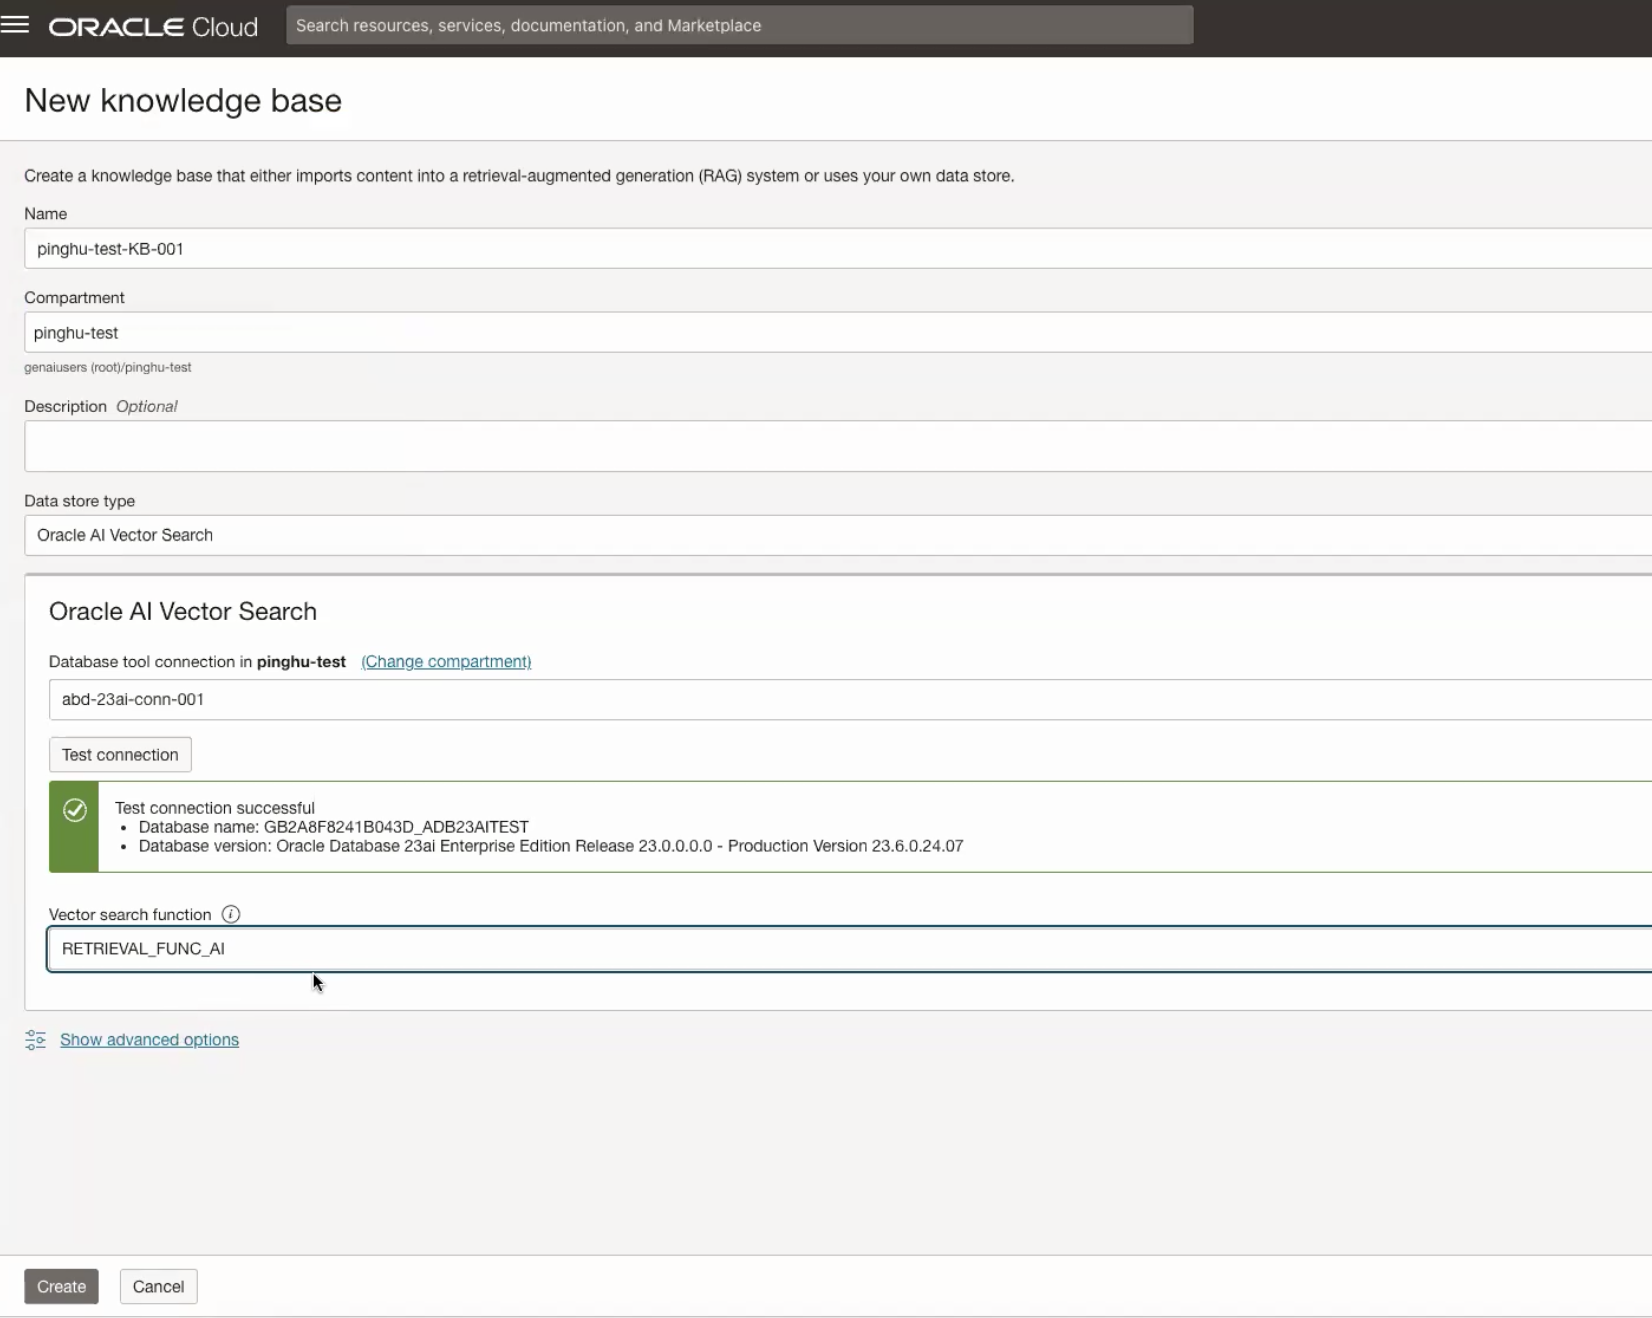 ORACLE Cloud
Search resources, services, documentation, and Marketplace
New knowledge base
Create a knowledge base that either imports content into a retrieval-augmented generation (RAG) system or uses your own data store.
Name
pinghu-test-KB-001
Compartment
pinghu-test
genaiusers (root)/pinghu-test
Description Optional
Data store type
Oracle AI Vector Search
Oracle AI Vector Search
Database tool connection in pinghu-test (Change compartment)
abd-23ai-conn-001
Test connection
Test connection successful
• Database name: GB2A8F8241B043D_ADB23AITEST
• Database version: Oracle Database 23ai Enterprise Edition Release 23.0.0.0.0 - Production Version 23.6.0.24.07
Vector search function
RETRIEVAL_FUNC_AI
Show advanced options
Create Cancel